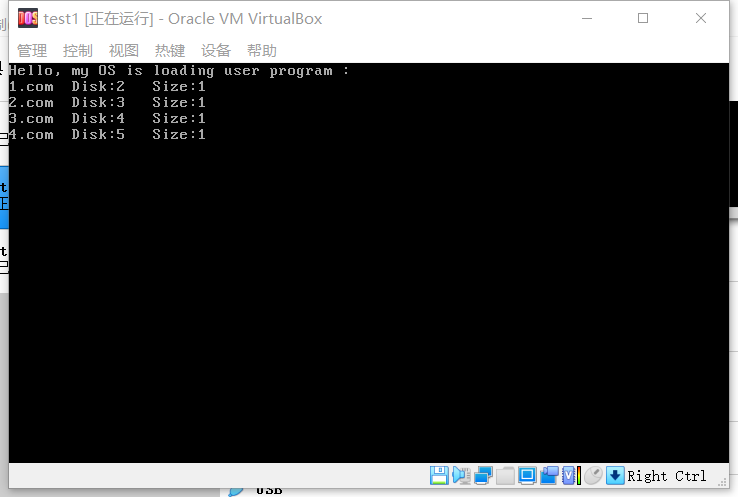 test1 [正在运行] - Oracle VM VirtualBox
管理 控制 视图 热键 设备 帮助
Hello, my OS is loading user program :
1.com Disk:2 Size:1
2.com Disk:3 Size:1
3.com Disk:4 Size:1
4.com Disk:5 Size:1
Right Ctrl
USB